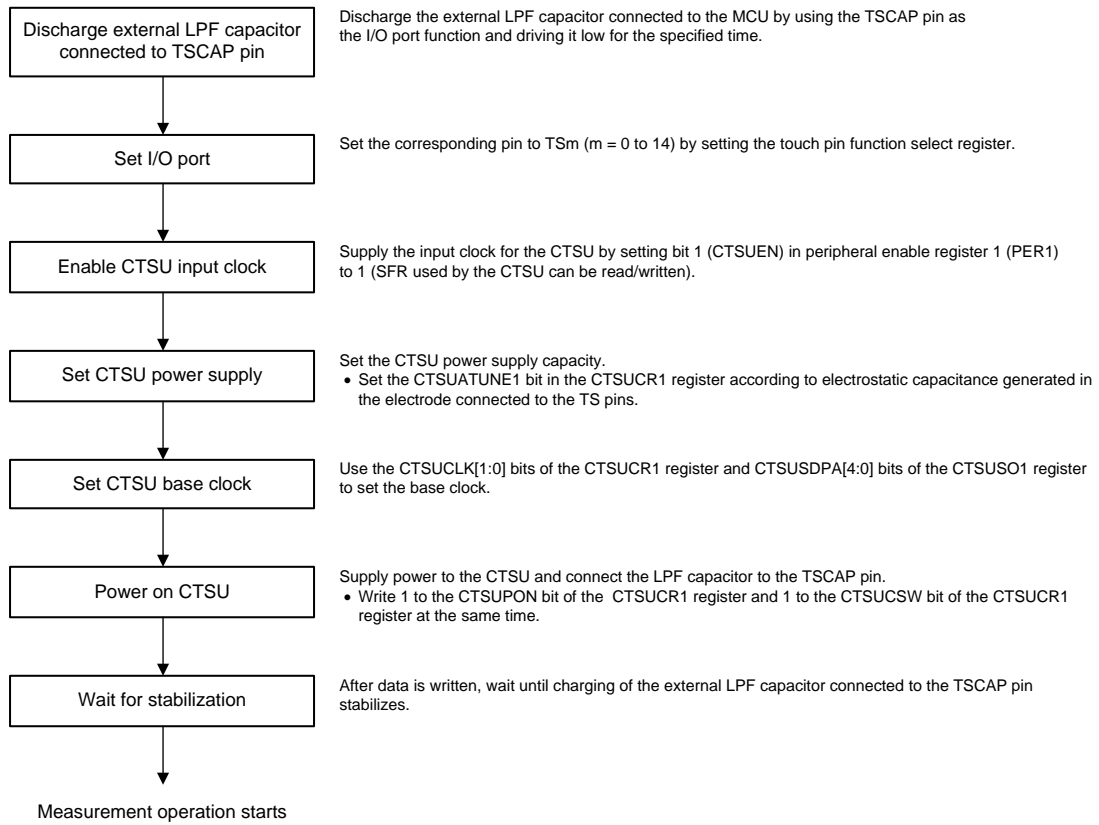 Discharge external LPF capacitor
connected to TSCAP pin
Discharge the external LPF capacitor connected to the MCU by using the TSCAP pin as
the I/O port function and driving it low for the specified time.
Set I/O port
Set the corresponding pin to TSm (m = 0 to 14) by setting the touch pin function select register.
Enable CTSU input clock
Supply the input clock for the CTSU by setting bit 1 (CTSUEN) in peripheral enable register 1 (PER1)
to 1 (SFR used by the CTSU can be read/written).
Set CTSU power supply
Set the CTSU power supply capacity.
• Set the CTSUATUNE1 bit in the CTSUCR1 register according to electrostatic capacitance generated in
the electrode connected to the TS pins.
Set CTSU base clock
Use the CTSUCLK[1:0] bits of the CTSUCR1 register and CTSUSDPA[4:0] bits of the CTSUSO1 register
to set the base clock.
Power on CTSU
Supply power to the CTSU and connect the LPF capacitor to the TSCAP pin.
• Write 1 to the CTSUPON bit of the CTSUCR1 register and 1 to the CTSUCSW bit of the CTSUCR1
register at the same time.
Wait for stabilization
After data is written, wait until charging of the external LPF capacitor connected to the TSCAP pin
stabilizes.
Measurement operation starts